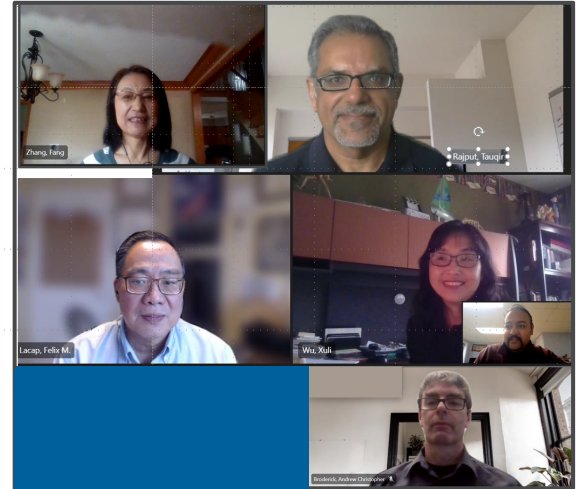 Zhang, Fang
Rajput, Tauqir
Lacap, Felix M.
Wu, Xuli
Broderick, Andrew Christopher